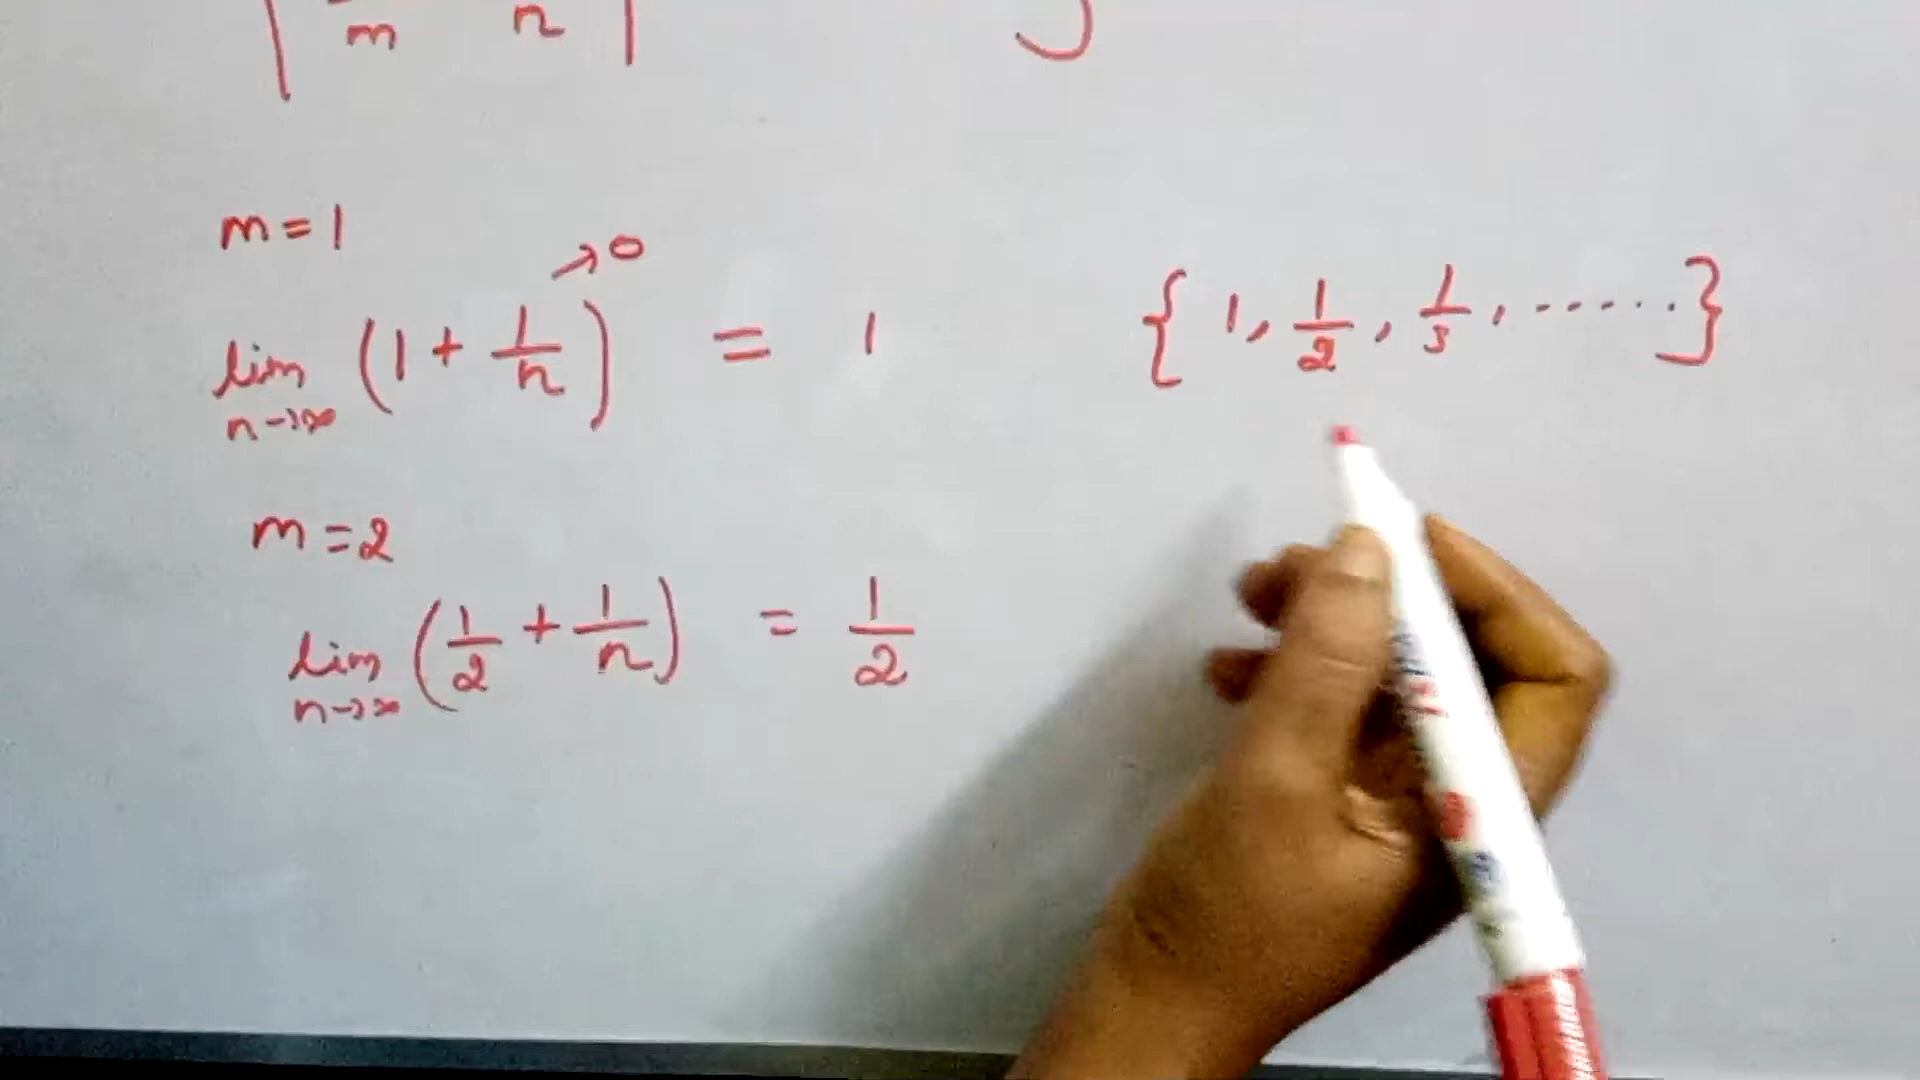 m n
m = 1
→ 0
lim n→∞ (1 + 1/n) = 1
{ 1, 1/2, 1/3, ...... }
m = 2
lim n→∞ (1/2 + 1/n) = 1/2